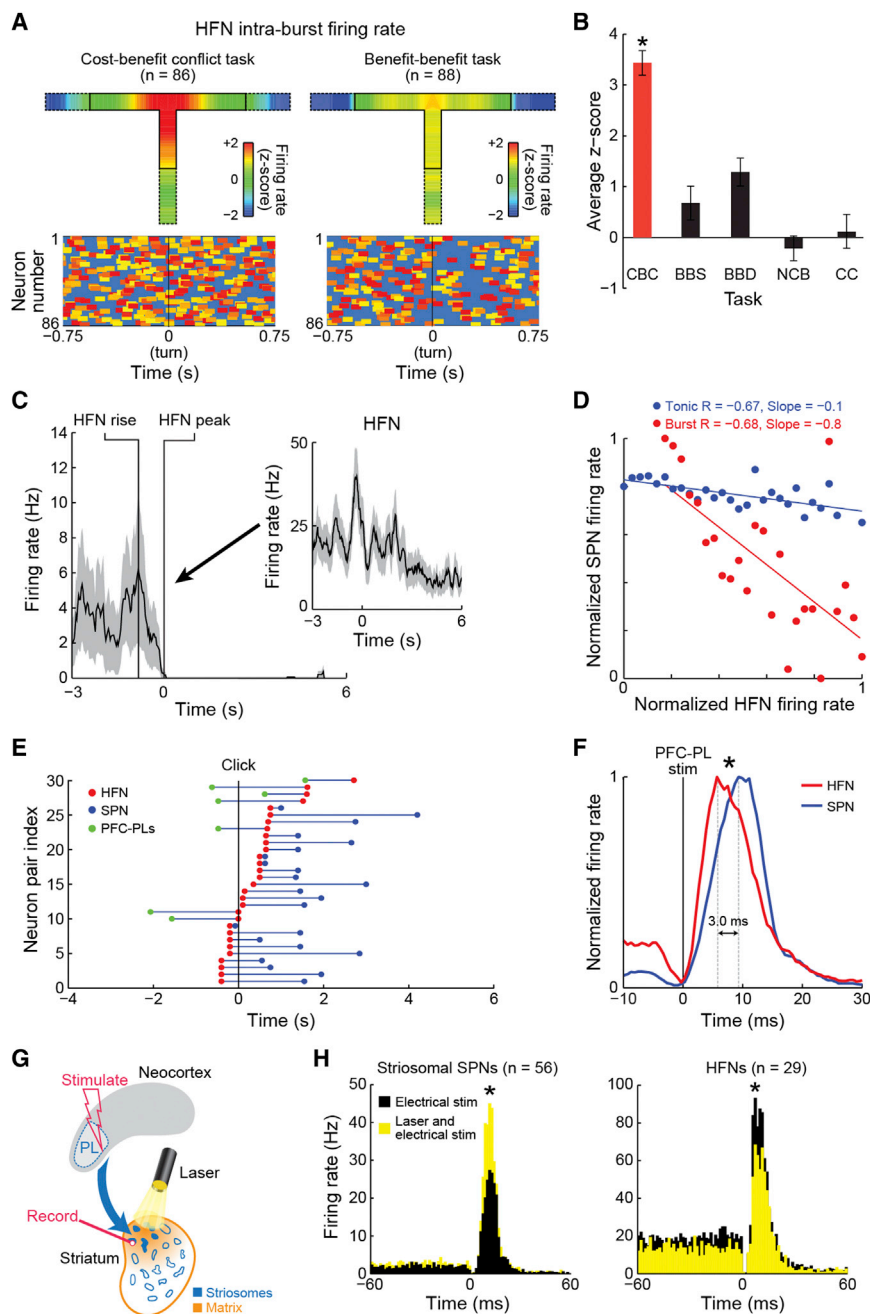 A
HFN intra-burst firing rate
Cost-benefit conflict task
(n = 86)
Benefit-benefit task
(n = 88)
+2
0
−2
Firing rate
(z-score)
+2
0
−2
Firing rate
(z-score)
Neuron
number
1
86
−0.75
0
0.75
(turn)
Time (s)
1
86
−0.75
0
0.75
(turn)
Time (s)
B
*
Average z-score
4
3
2
1
0
−1
CBC
BBS
BBD
NCB
CC
Task
C
HFN rise
HFN peak
Firing rate (Hz)
14
12
10
8
6
4
2
0
−3
0
6
Time (s)
HFN
Firing rate (Hz)
50
25
0
−3
0
6
Time (s)
D
Tonic R = −0.67, Slope = −0.1
Burst R = −0.68, Slope = −0.8
Normalized SPN firing rate
1
0
0
1
Normalized HFN firing rate
E
Click
HFN
SPN
PFC-PLs
Neuron pair index
30
25
20
15
10
5
0
−4
−2
0
2
4
6
Time (s)
F
PFC-PL
stim
*
HFN
SPN
Normalized firing rate
1
0
3.0 ms
−10
0
10
20
30
Time (ms)
G
Neocortex
Stimulate
PL
Laser
Record
Striatum
Striosomes
Matrix
H
Striosomal SPNs (n = 56)
*
Electrical stim
Laser and
electrical stim
Firing rate (Hz)
50
40
30
20
10
0
−60
0
60
Time (ms)
HFNs (n = 29)
*
100
80
60
40
20
0
−60
0
60
Time (ms)